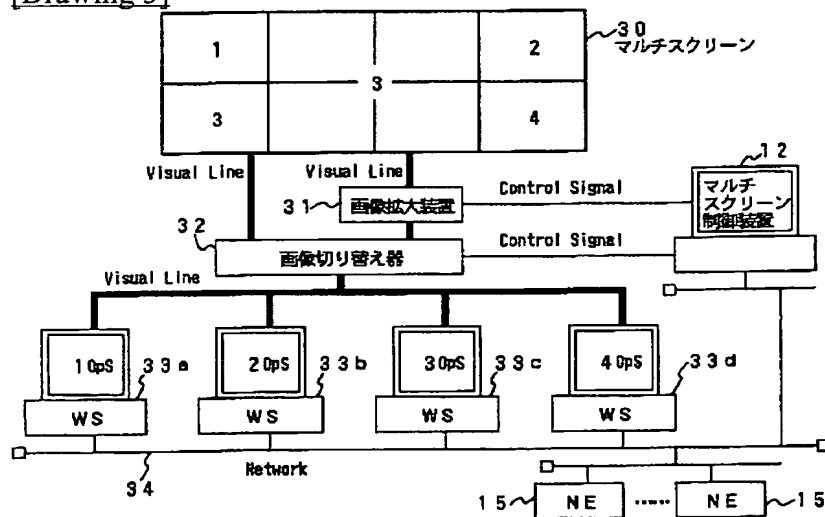 [Drawing 3]
1
2
3
3
4
30
マルチスクリーン
Visual Line
Visual Line
31
画像拡大装置
Control Signal
12
マルチ
スクリーン
制御装置
32
画像切り替え器
Control Signal
Visual Line
1OpS
33a
2OpS
33b
3OpS
33c
4OpS
33d
WS
WS
WS
WS
34
Network
15
NE
......
NE
15